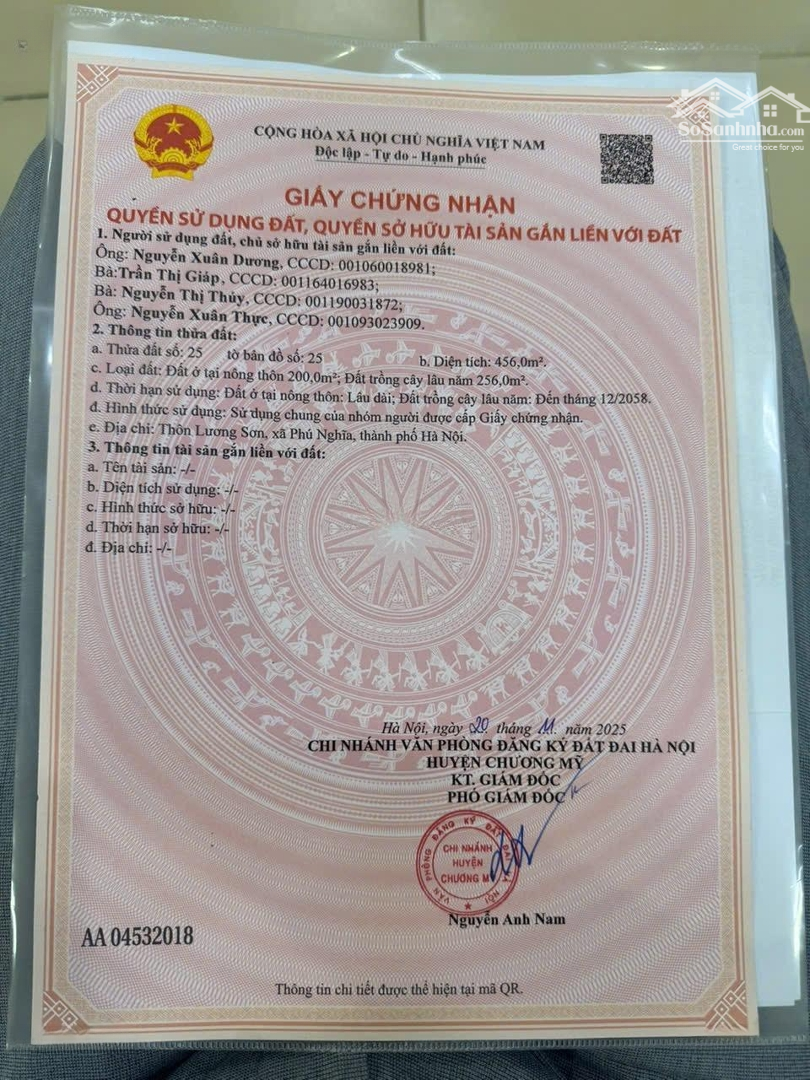 SoSanhnha.com
Great choice for you
CỘNG HÒA XÃ HỘI CHỦ NGHĨA VIỆT NAM
Độc lập - Tự do - Hạnh phúc
GIẤY CHỨNG NHẬN
QUYỀN SỬ DỤNG ĐẤT, QUYỀN SỞ HỮU TÀI SẢN GẮN LIỀN VỚI ĐẤT
1. Người sử dụng đất, chủ sở hữu tài sản gắn liền với đất:
Ông: Nguyễn Xuân Dương, CCCD: 001060018981;
Bà:Trần Thị Giáp, CCCD: 001164016983;
Bà: Nguyễn Thị Thúy, CCCD: 001190031872;
Ông: Nguyễn Xuân Thực, CCCD: 001093023909.
2. Thông tin thửa đất:
a. Thửa đất số: 25 tờ bản đồ số: 25 b. Diện tích: 456,0m².
c. Loại đất: Đất ở tại nông thôn 200,0m²; Đất trồng cây lâu năm 256,0m².
d. Thời hạn sử dụng: Đất ở tại nông thôn: Lâu dài; Đất trồng cây lâu năm: Đến tháng 12/2058.
đ. Hình thức sử dụng: Sử dụng chung của nhóm người được cấp Giấy chứng nhận.
e. Địa chỉ: Thôn Lương Sơn, xã Phú Nghĩa, thành phố Hà Nội.
3. Thông tin tài sản gắn liền với đất:
a. Tên tài sản: -/-
b. Diện tích sử dụng: -/-
c. Hình thức sở hữu: -/-
d. Thời hạn sở hữu: -/-
đ. Địa chỉ: -/-
Hà Nội, ngày 20 tháng 11 năm 2025
CHI NHÁNH VĂN PHÒNG ĐĂNG KÝ ĐẤT ĐAI HÀ NỘI
HUYỆN CHƯƠNG MỸ
KT. GIÁM ĐỐC
PHÓ GIÁM ĐỐC
VĂN PHÒNG ĐĂNG KÝ ĐẤT ĐAI HÀ NỘI
CHI NHÁNH
HUYỆN
CHƯƠNG M
Nguyễn Anh Nam
AA 04532018
Thông tin chi tiết được thể hiện tại mã QR.